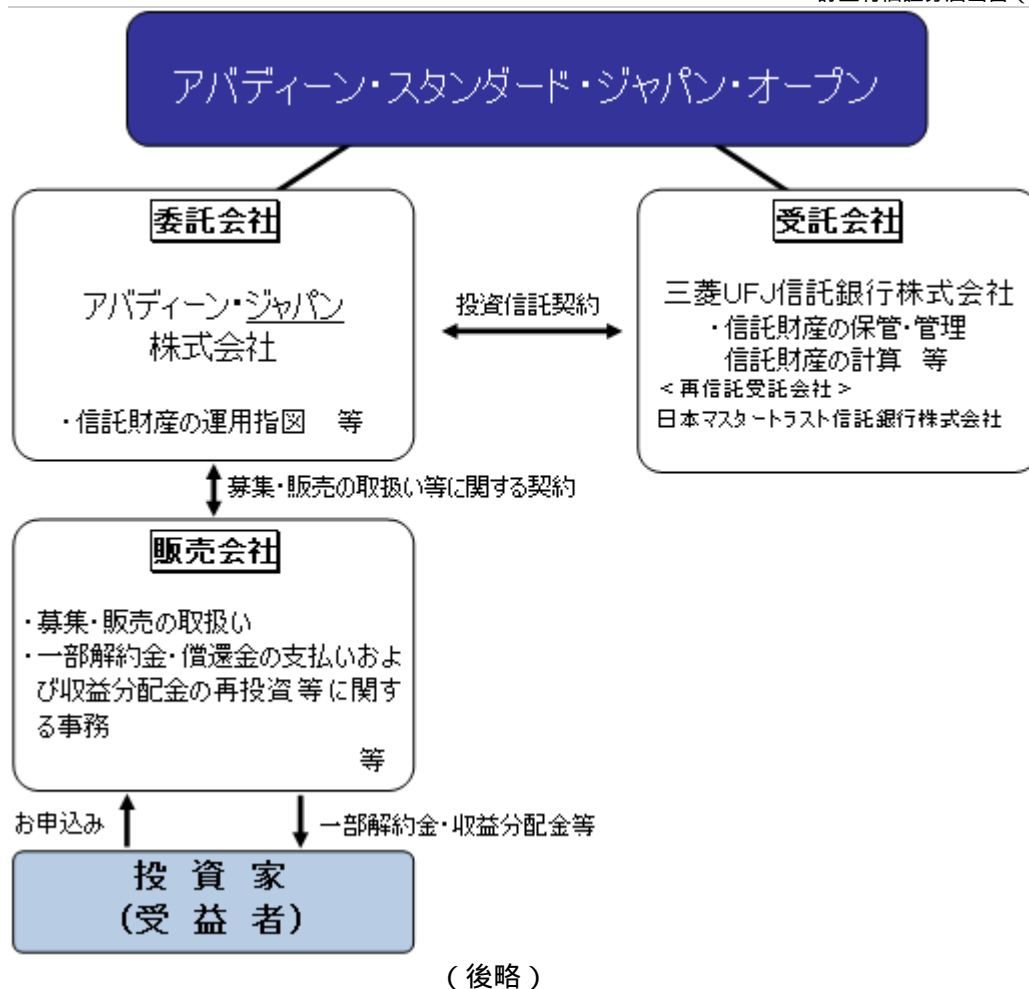 アバディーン・スタンダード・ジャパン・オープン
委託会社
アバディーン・ジャパン
株式会社
・信託財産の運用指図 等
投資信託契約
受託会社
三菱UFJ信託銀行株式会社
・信託財産の保管・管理
信託財産の計算 等
<再信託受託会社>
日本マスタートラスト信託銀行株式会社
募集・販売の取扱い等に関する契約
販売会社
・募集・販売の取扱い
・一部解約金・償還金の支払いおよ
び収益分配金の再投資等に関す
る事務
等
お申込み
一部解約金・収益分配金等
投 資 家
(受 益 者)
(後略)